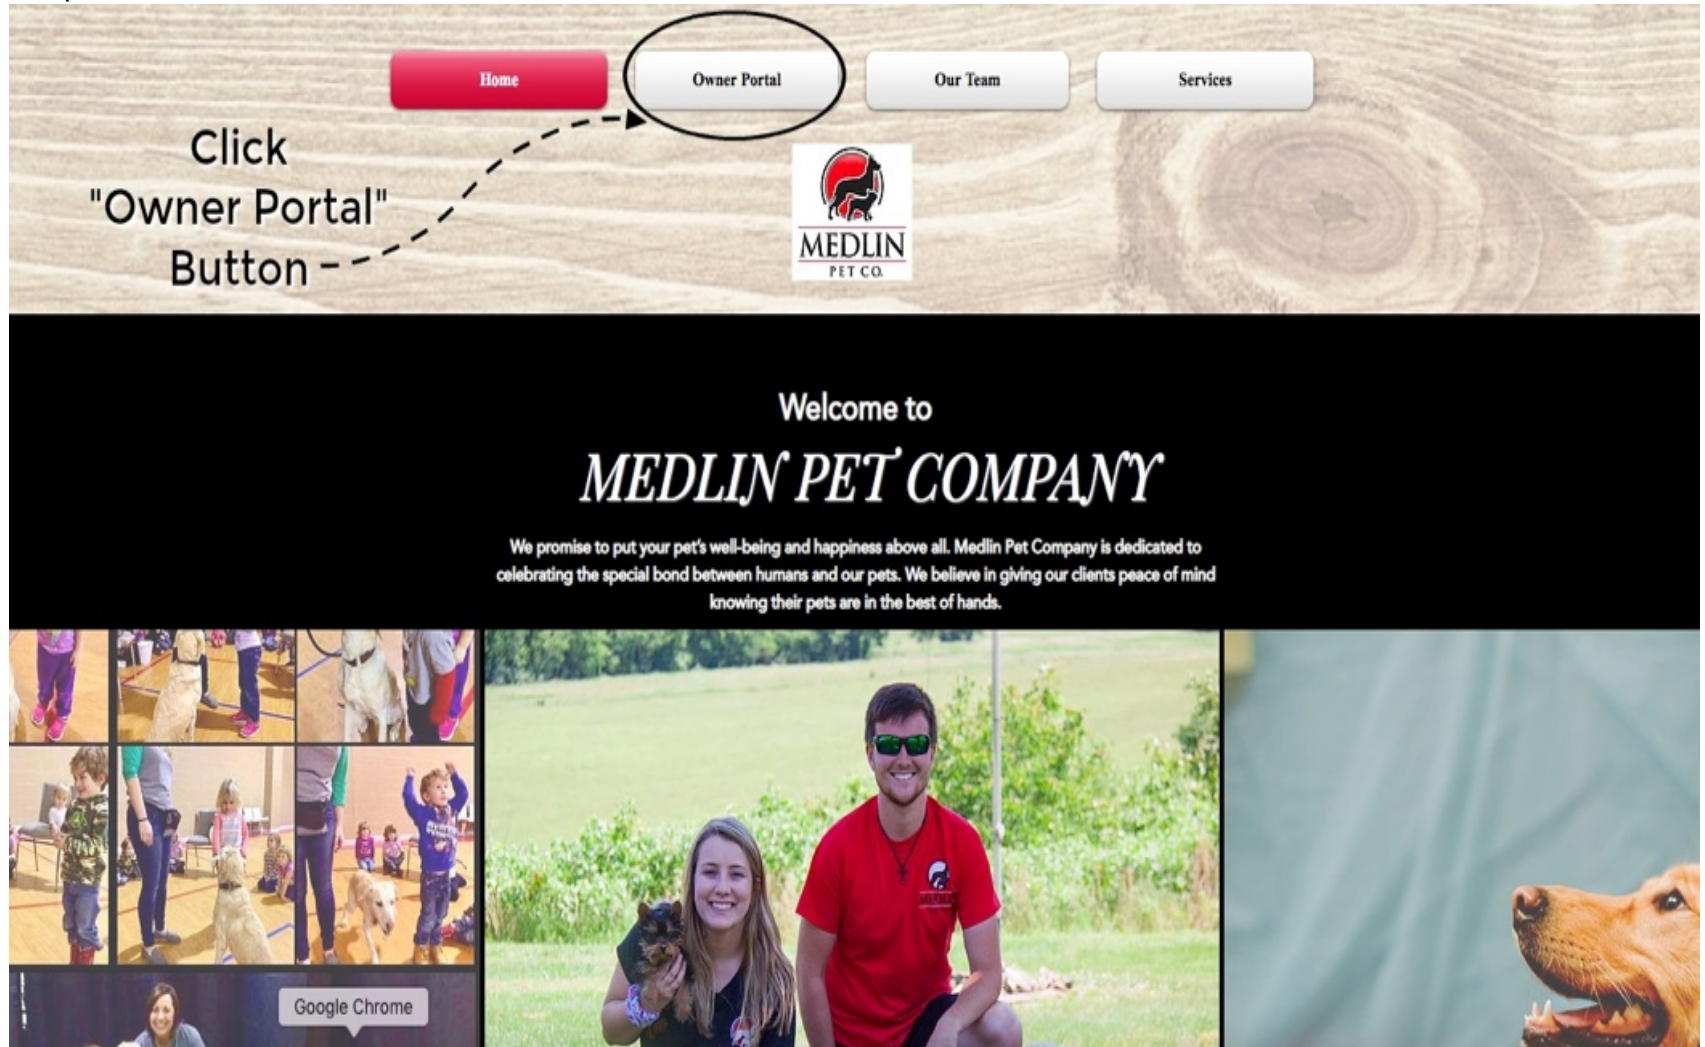 Home
Owner Portal
Our Team
Services
Click
"Owner Portal"
Button
MEDLIN
PET CO.
Welcome to
MEDLIN PET COMPANY
We promise to put your pet's well-being and happiness above all. Medlin Pet Company is dedicated to
celebrating the special bond between humans and our pets. We believe in giving our clients peace of mind
knowing their pets are in the best of hands.
MEDLIN
Google Chrome